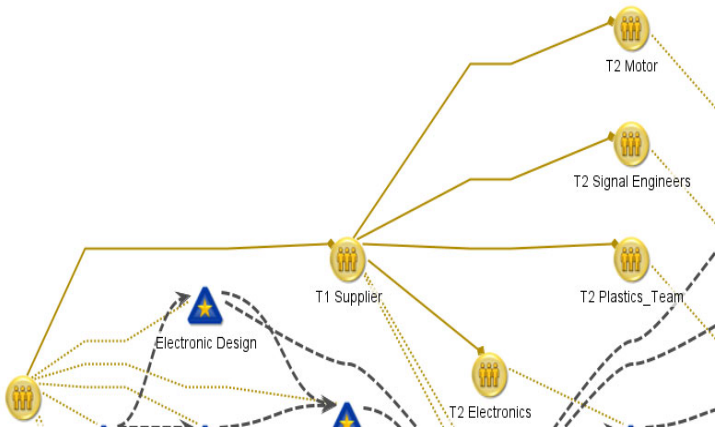 T2 Motor
T2 Signal Engineers
T1 Supplier
T2 Plastics_Team
Electronic Design
T2 Electronics